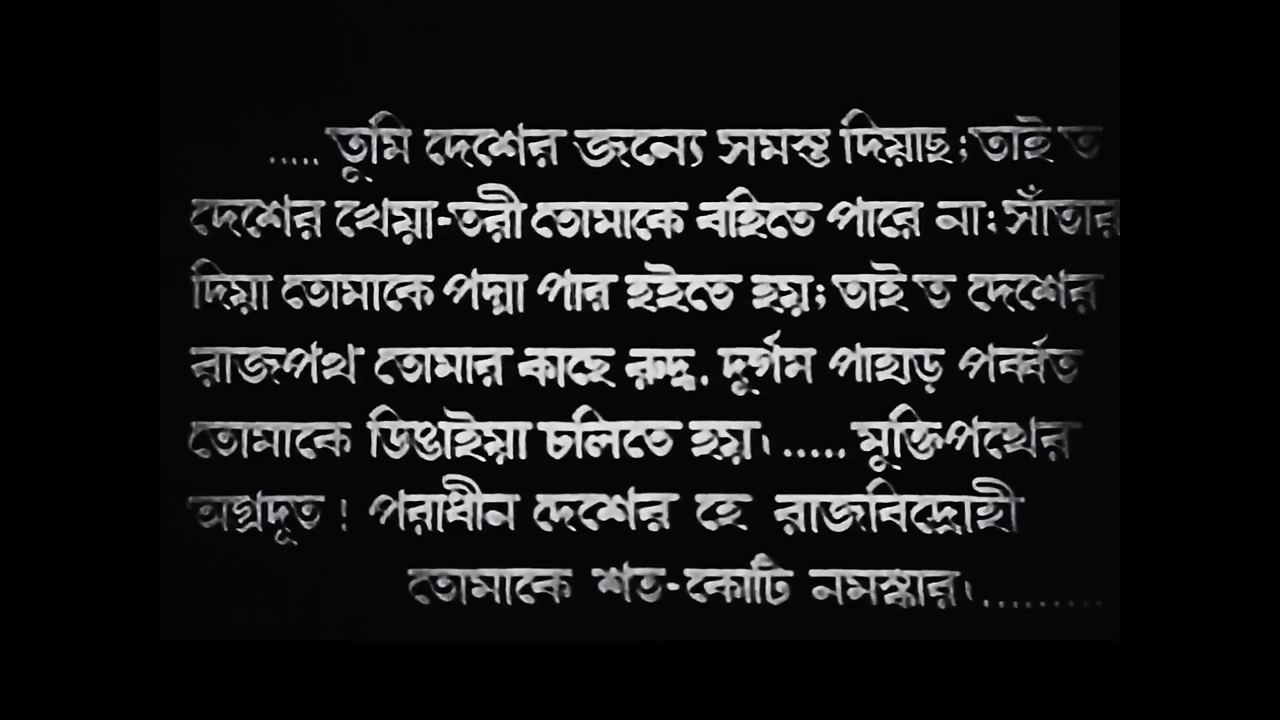 ..... তুমি দেশের জন্যে সমস্ত দিয়াছ; তাই ত
দেশের খেয়া-তরী তোমাকে বহিতে পারে না; সাঁতার
দিয়া তোমাকে পদ্মা পার হইতে হয়; তাই ত দেশের
রাজপথ তোমার কাছে রুদ্ধ. দুর্গম পাহাড় পর্ব্বত
তোমাকে ডিঙাইয়া চলিতে হয়। ..... মুক্তিপথের
অগ্রদূত ! পরাধীন দেশের হে রাজবিদ্রোহী
তোমাকে শত-কোটি নমস্কার। ..........